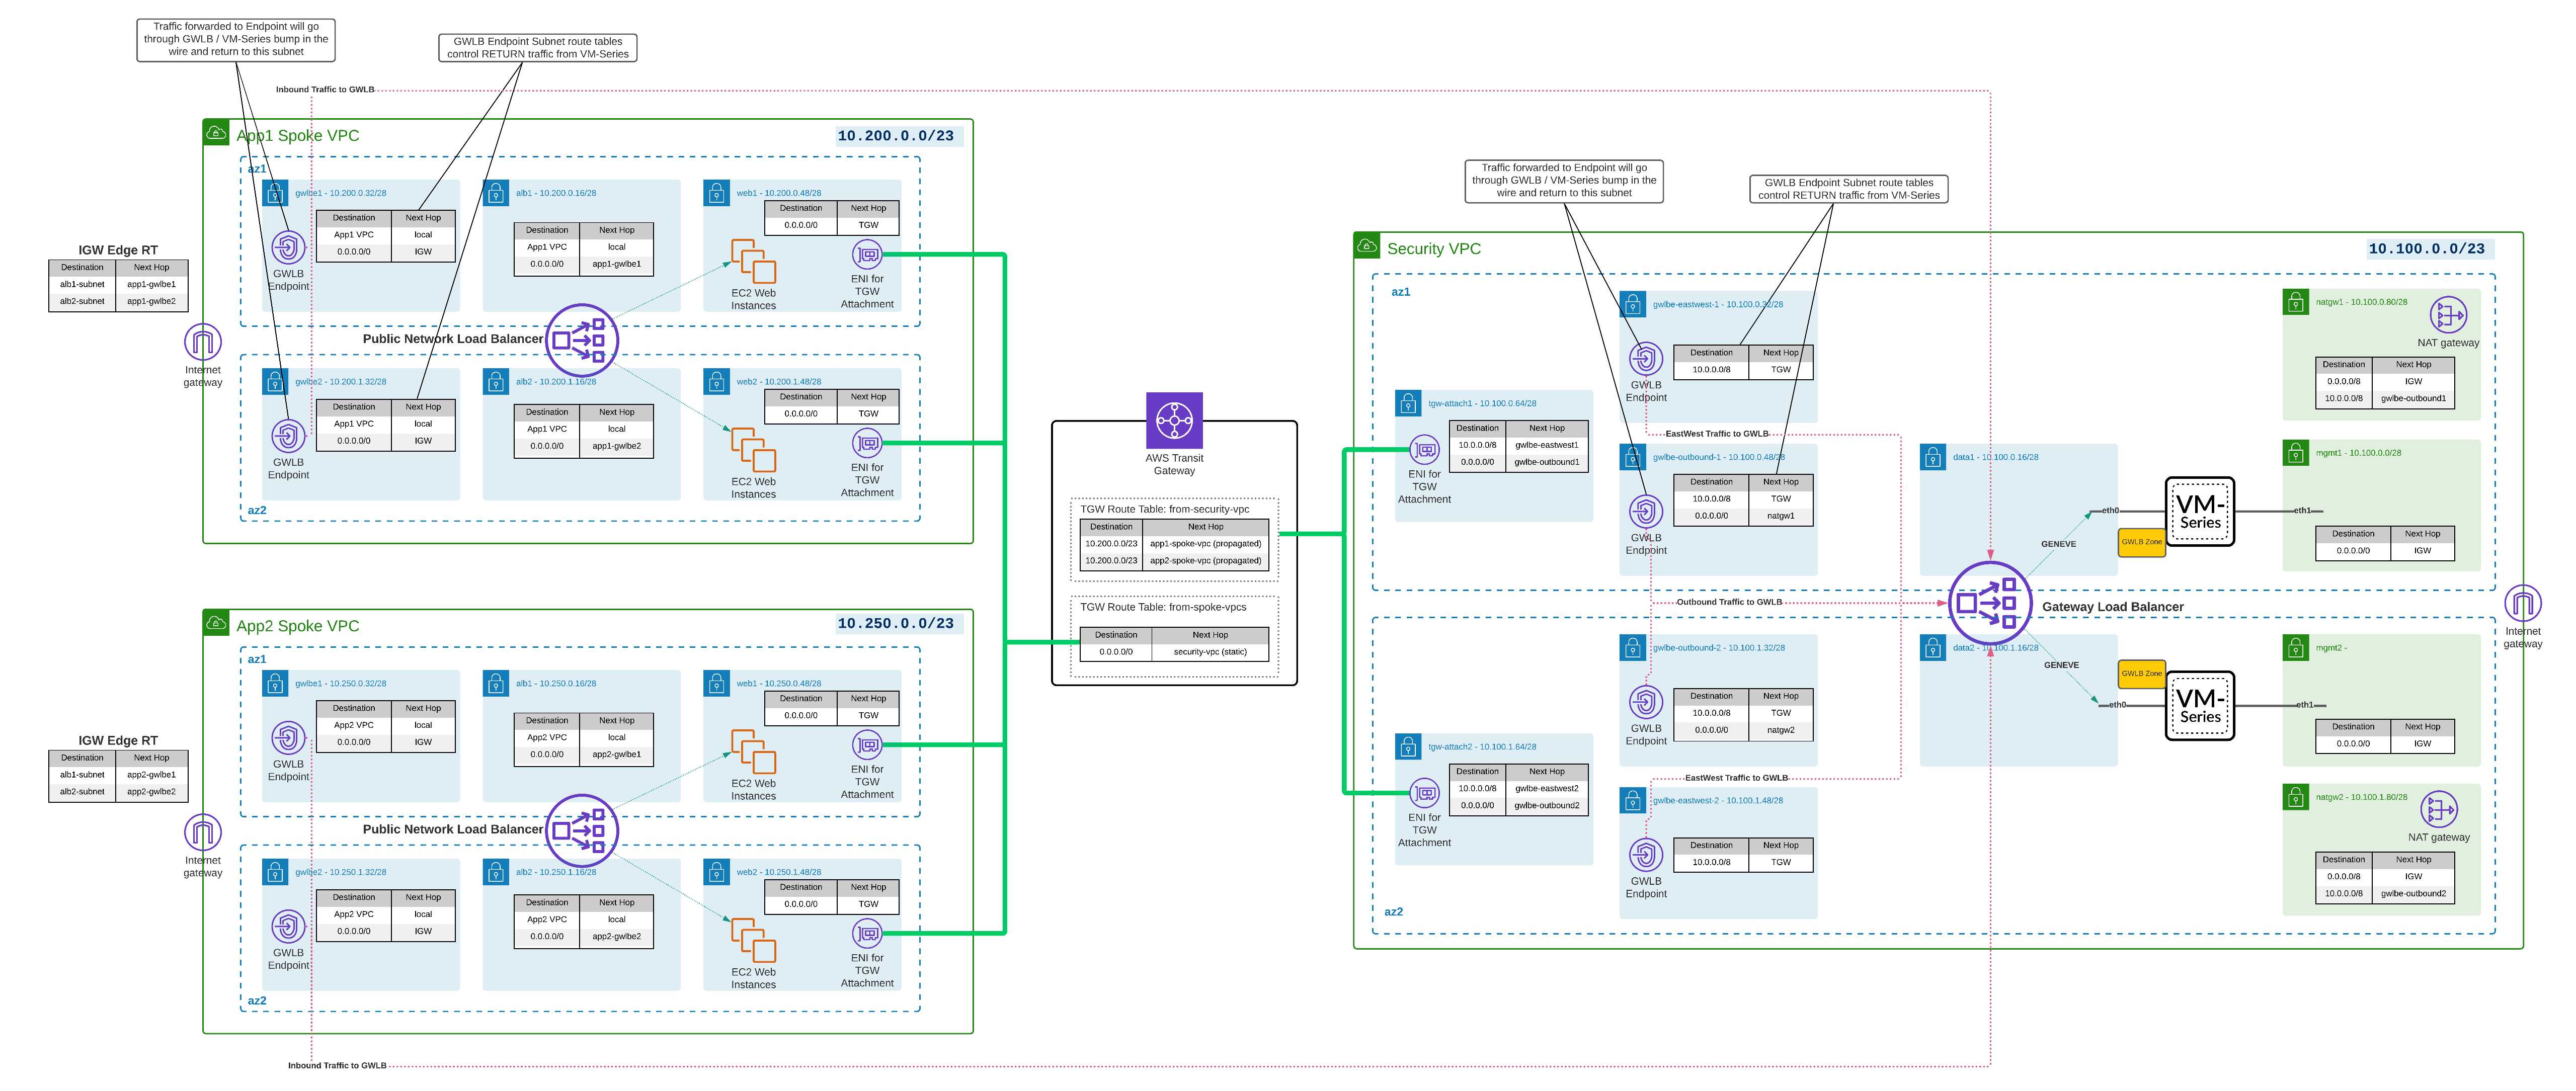 Traffic forwarded to Endpoint will go
through GWLB / VM-Series bump in the
wire and return to this subnet
GWLB Endpoint Subnet route tables
control RETURN traffic from VM-Series
Inbound Traffic to GWLB
App1 Spoke VPC
10.200.0.0/23
az1
gwlbe1 - 10.200.0.32/28
Destination Next Hop
App1 VPC local
0.0.0.0/0 IGW
GWLB
Endpoint
alb1 - 10.200.0.16/28
Destination Next Hop
App1 VPC local
0.0.0.0/0 app1-gwlbe1
web1 - 10.200.0.48/28
Destination Next Hop
0.0.0.0/0 TGW
EC2 Web
Instances
ENI for
TGW
Attachment
IGW Edge RT
Destination Next Hop
alb1-subnet app1-gwlbe1
alb2-subnet app1-gwlbe2
Internet
gateway
Public Network Load Balancer
gwlbe2 - 10.200.1.32/28
Destination Next Hop
App1 VPC local
0.0.0.0/0 IGW
GWLB
Endpoint
alb2 - 10.200.1.16/28
Destination Next Hop
App1 VPC local
0.0.0.0/0 app1-gwlbe2
web2 - 10.200.1.48/28
Destination Next Hop
0.0.0.0/0 TGW
EC2 Web
Instances
ENI for
TGW
Attachment
az2
App2 Spoke VPC
10.250.0.0/23
az1
gwlbe1 - 10.250.0.32/28
Destination Next Hop
App2 VPC local
0.0.0.0/0 IGW
GWLB
Endpoint
alb1 - 10.250.0.16/28
Destination Next Hop
App2 VPC local
0.0.0.0/0 app2-gwlbe1
web1 - 10.250.0.48/28
Destination Next Hop
0.0.0.0/0 TGW
EC2 Web
Instances
ENI for
TGW
Attachment
IGW Edge RT
Destination Next Hop
alb1-subnet app2-gwlbe1
alb2-subnet app2-gwlbe2
Internet
gateway
Public Network Load Balancer
gwlbe2 - 10.250.1.32/28
Destination Next Hop
App2 VPC local
0.0.0.0/0 IGW
GWLB
Endpoint
alb2 - 10.250.1.16/28
Destination Next Hop
App2 VPC local
0.0.0.0/0 app2-gwlbe2
web2 - 10.250.1.48/28
Destination Next Hop
0.0.0.0/0 TGW
EC2 Web
Instances
ENI for
TGW
Attachment
az2
Inbound Traffic to GWLB
AWS Transit
Gateway
TGW Route Table: from-security-vpc
Destination Next Hop
10.200.0.0/23 app1-spoke-vpc (propagated)
10.200.0.0/23 app2-spoke-vpc (propagated)
TGW Route Table: from-spoke-vpcs
Destination Next Hop
0.0.0.0/0 security-vpc (static)
Traffic forwarded to Endpoint will go
through GWLB / VM-Series bump in the
wire and return to this subnet
GWLB Endpoint Subnet route tables
control RETURN traffic from VM-Series
Security VPC
10.100.0.0/23
az1
gwlbe-eastwest-1 - 10.100.0.32/28
Destination Next Hop
10.0.0.0/8 TGW
GWLB
Endpoint
tgw-attach1 - 10.100.0.64/28
Destination Next Hop
10.0.0.0/8 gwlbe-eastwest1
0.0.0.0/0 gwlbe-outbound1
ENI for
TGW
Attachment
EastWest Traffic to GWLB
gwlbe-outbound-1 - 10.100.0.48/28
Destination Next Hop
10.0.0.0/8 TGW
0.0.0.0/0 natgw1
GWLB
Endpoint
data1 - 10.100.0.16/28
GENEVE
eth0
GWLB Zone
VM-
Series
eth1
natgw1 - 10.100.0.80/28
NAT gateway
Destination Next Hop
0.0.0.0/8 IGW
10.0.0.0/8 gwlbe-outbound1
mgmt1 - 10.100.0.0/28
Destination Next Hop
0.0.0.0/0 IGW
Outbound Traffic to GWLB
Gateway Load Balancer
Internet
gateway
gwlbe-outbound-2 - 10.100.1.32/28
Destination Next Hop
10.0.0.0/8 TGW
0.0.0.0/0 natgw2
GWLB
Endpoint
data2 - 10.100.1.16/28
GENEVE
GWLB Zone
eth0
VM-
Series
eth1
mgmt2 -
Destination Next Hop
0.0.0.0/0 IGW
tgw-attach2 - 10.100.1.64/28
Destination Next Hop
10.0.0.0/8 gwlbe-eastwest2
0.0.0.0/0 gwlbe-outbound2
ENI for
TGW
Attachment
EastWest Traffic to GWLB
gwlbe-eastwest-2 - 10.100.1.48/28
Destination Next Hop
10.0.0.0/8 TGW
GWLB
Endpoint
natgw2 - 10.100.1.80/28
NAT gateway
Destination Next Hop
0.0.0.0/8 IGW
10.0.0.0/8 gwlbe-outbound2
az2